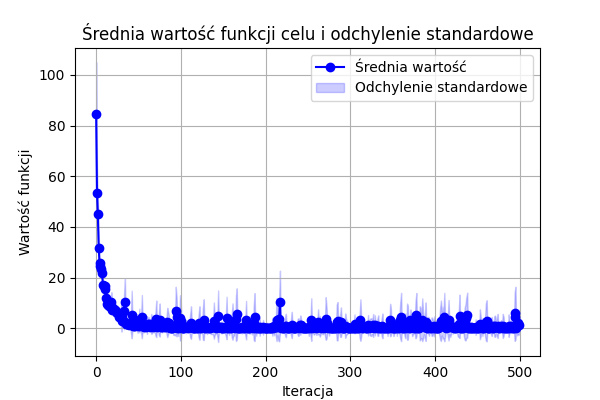 Średnia wartość funkcji celu i odchylenie standardowe
Średnia wartość
Odchylenie standardowe
Wartość funkcji
100
80
60
40
20
0
0 100 200 300 400 500
Iteracja